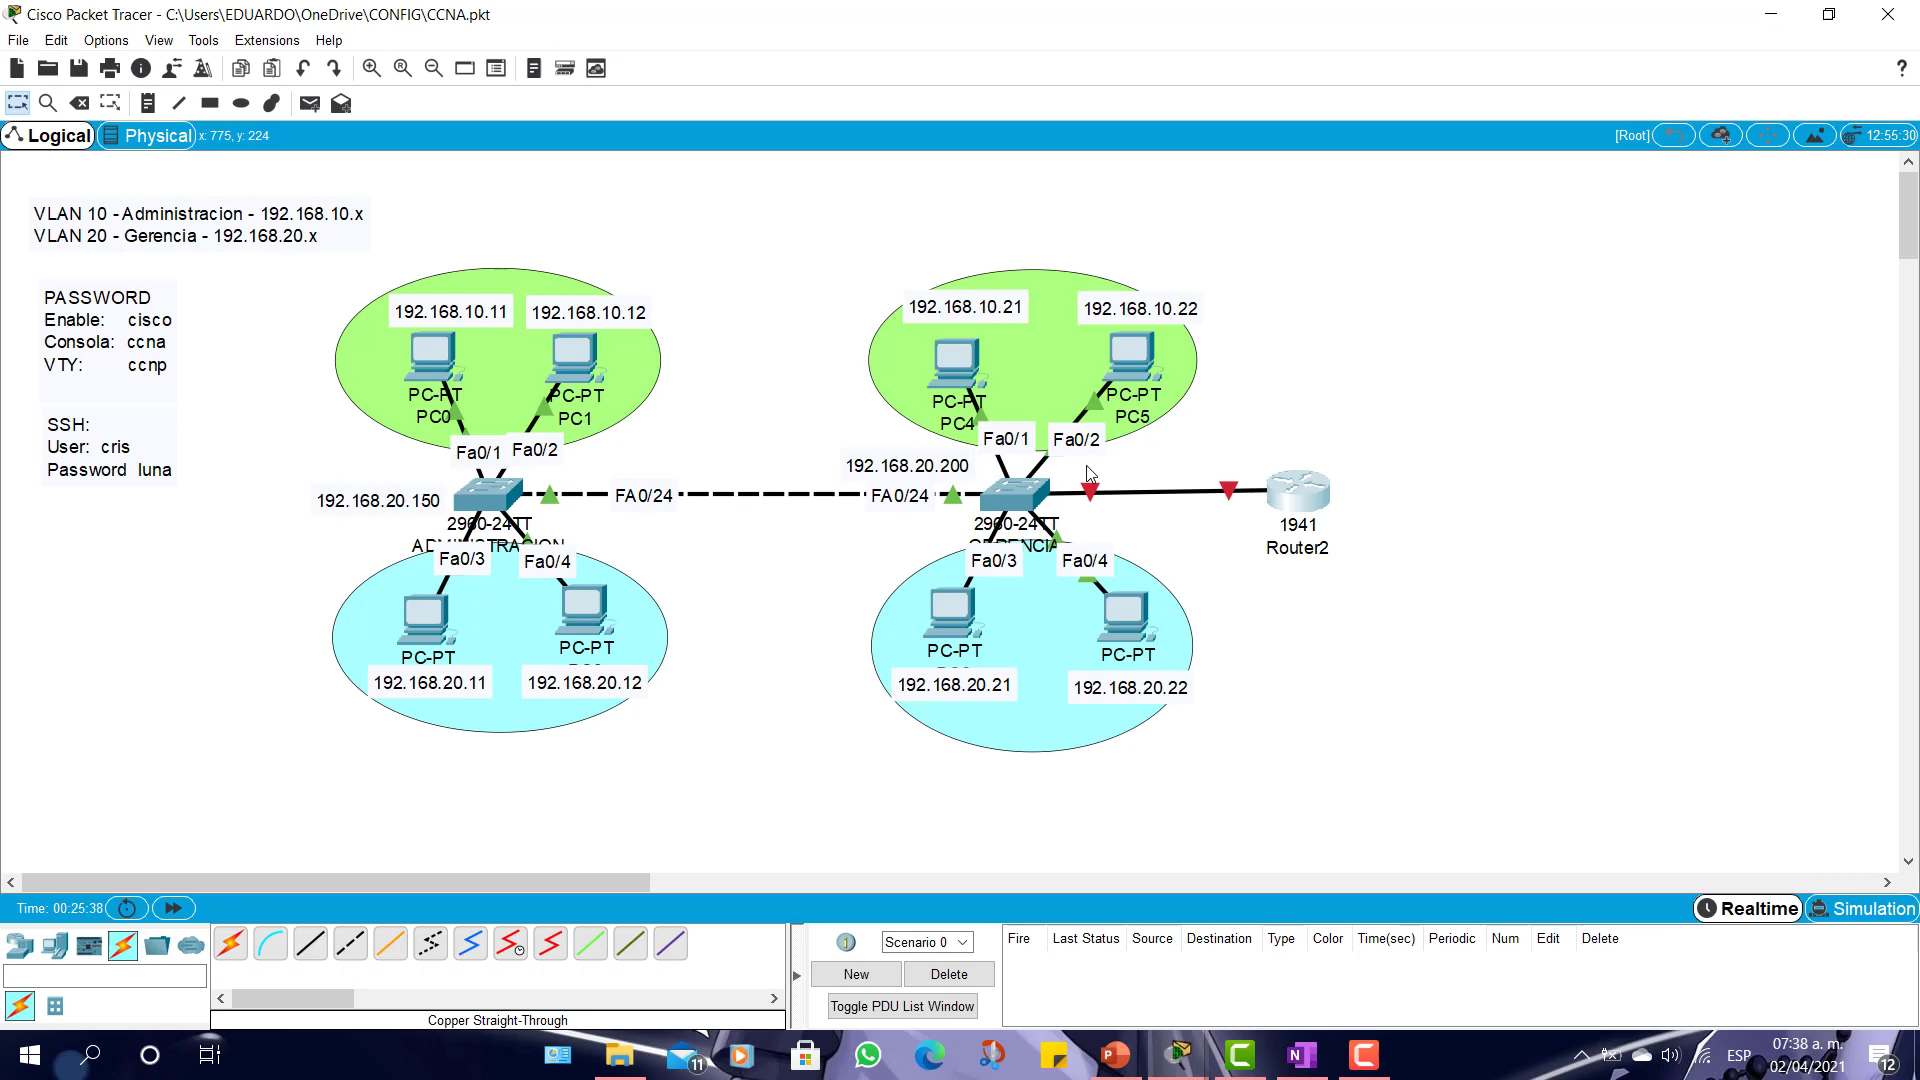 Cisco Packet Tracer - C:\Users\EDUARDO\OneDrive\CONFIG\CCNA.pkt
File Edit Options View Tools Extensions Help
?
Logical Physical x: 775, y: 224
[Root] 12:55:30
VLAN 10 - Administracion - 192.168.10.x
VLAN 20 - Gerencia - 192.168.20.x
PASSWORD
Enable: cisco
Consola: ccna
VTY: ccnp
SSH:
User: cris
Password luna
192.168.10.11
192.168.10.12
PC-PT
PC0
PC-PT
PC1
Fa0/1
Fa0/2
192.168.20.150
2960-24TT
ADMINISTRACION
FA0/24
Fa0/3
Fa0/4
PC-PT
PC-PT
192.168.20.11
192.168.20.12
192.168.10.21
192.168.10.22
PC-PT
PC4
PC-PT
PC5
Fa0/1
Fa0/2
192.168.20.200
FA0/24
2960-24TT
GERENCIA
Fa0/3
Fa0/4
PC-PT
PC-PT
192.168.20.21
192.168.20.22
1941
Router2
Time: 00:25:38
Realtime Simulation
Copper Straight-Through
Scenario 0
New Delete
Toggle PDU List Window
Fire Last Status Source Destination Type Color Time(sec) Periodic Num Edit Delete
11
ESP
07:38 a. m.
02/04/2021
12